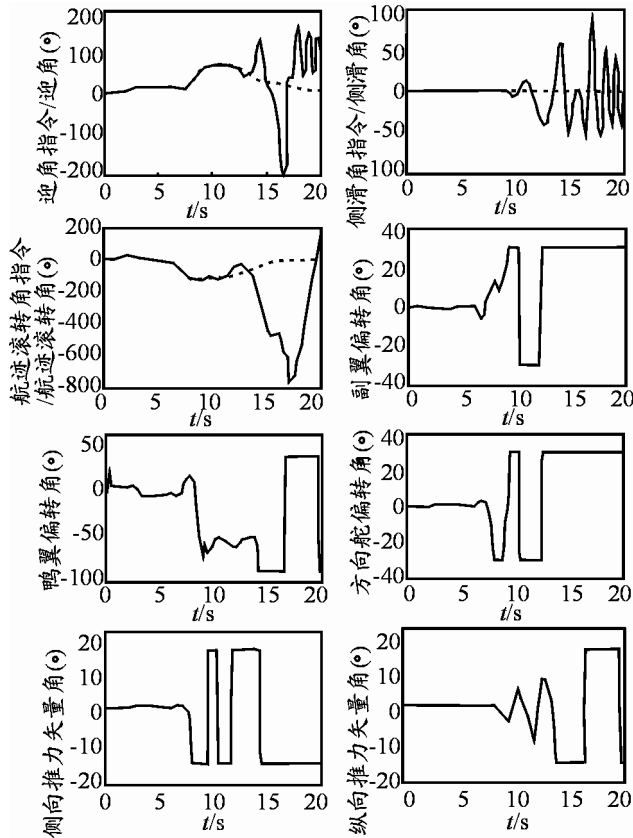 迎角指令/迎角(°)
200
100
0
-100
-200
0 5 10 15 20
t/s
侧滑角指令/侧滑角(°)
100
50
0
-50
100
0 5 10 15 20
t/s
航迹滚转角指令
/航迹滚转角(°)
200
0
-200
-400
-600
-800
0 5 10 15 20
t/s
副翼偏转角(°)
40
20
0
-20
-40
0 5 10 15 20
t/s
鸭翼偏转角(°)
50
0
-50
-100
0 5 10 15 20
t/s
方向舵偏转角(°)
40
20
0
-20
-40
0 5 10 15 20
t/s
侧向推力矢量角(°)
20
10
0
-10
-20
0 5 10 15 20
t/s
纵向推力矢量角(°)
20
10
0
-10
-20
0 5 10 15 20
t/s